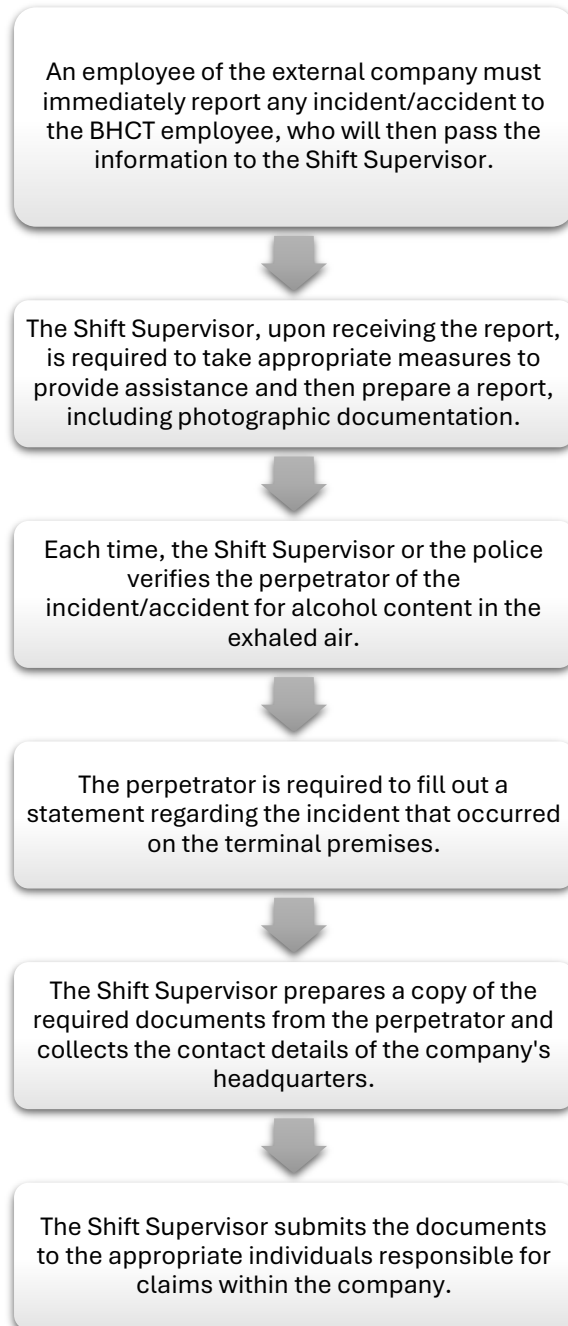 An employee of the external company must
immediately report any incident/accident to
the BHCT employee, who will then pass the
information to the Shift Supervisor.
The Shift Supervisor, upon receiving the report,
is required to take appropriate measures to
provide assistance and then prepare a report,
including photographic documentation.
Each time, the Shift Supervisor or the police
verifies the perpetrator of the
incident/accident for alcohol content in the
exhaled air.
The perpetrator is required to fill out a
statement regarding the incident that occurred
on the terminal premises.
The Shift Supervisor prepares a copy of the
required documents from the perpetrator and
collects the contact details of the company's
headquarters.
The Shift Supervisor submits the documents
to the appropriate individuals responsible for
claims within the company.